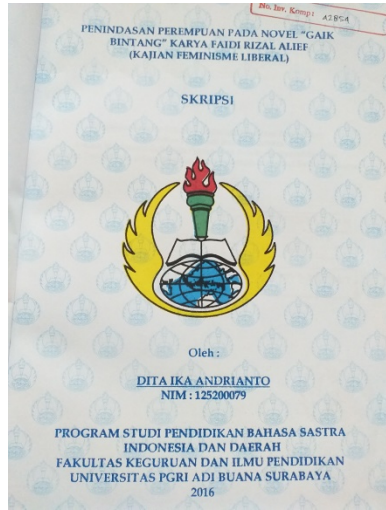 No. Inv. Komp: A285A
PENINDASAN PEREMPUAN PADA NOVEL "GAIK
BINTANG" KARYA FAIDI RIZAL ALIEF
(KAJIAN FEMINISME LIBERAL)
SKRIPSI
Oleh :
DITA IKA ANDRIANTO
NIM : 125200079
PROGRAM STUDI PENDIDIKAN BAHASA SASTRA
INDONESIA DAN DAERAH
FAKULTAS KEGURUAN DAN ILMU PENDIDIKAN
UNIVERSITAS PGRI ADI BUANA SURABAYA
2016